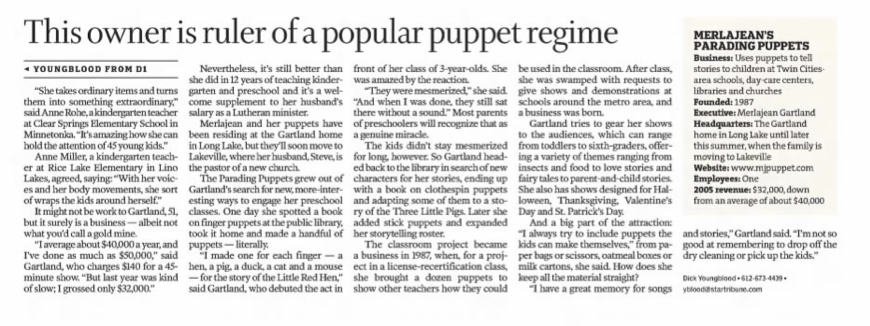 This owner is ruler of a popular puppet regime
◂ YOUNGBLOOD FROM D1
"She takes ordinary items and turns
them into something extraordinary,"
said Anne Rohe, a kindergarten teacher
at Clear Springs Elementary School in
Minnetonka. "It's amazing how she can
hold the attention of 45 young kids."
Anne Miller, a kindergarten teach-
er at Rice Lake Elementary in Lino
Lakes, agreed, saying: "With her voic-
es and her body movements, she sort
of wraps the kids around herself."
It might not be work to Gartland, 51,
but it surely is a business — albeit not
what you'd call a gold mine.
"I average about $40,000 a year, and
I've done as much as $50,000," said
Gartland, who charges $140 for a 45-
minute show. "But last year was kind
of slow; I grossed only $32,000."
Nevertheless, it's still better than
she did in 12 years of teaching kinder-
garten and preschool and it's a wel-
come supplement to her husband's
salary as a Lutheran minister.
Merlajean and her puppets have
been residing at the Gartland home
in Long Lake, but they'll soon move to
Lakeville, where her husband, Steve, is
the pastor of a new church.
The Parading Puppets grew out of
Gartland's search for new, more-inter-
esting ways to engage her preschool
classes. One day she spotted a book
on finger puppets at the public library,
took it home and made a handful of
puppets — literally.
"I made one for each finger — a
hen, a pig, a duck, a cat and a mouse
— for the story of the Little Red Hen,"
said Gartland, who debuted the act in
front of her class of 3-year-olds. She
was amazed by the reaction.
"They were mesmerized," she said.
"And when I was done, they still sat
there without a sound." Most parents
of preschoolers will recognize that as
a genuine miracle.
The kids didn't stay mesmerized
for long, however. So Gartland head-
ed back to the library in search of new
characters for her stories, ending up
with a book on clothespin puppets
and adapting some of them to a sto-
ry of the Three Little Pigs. Later she
added stick puppets and expanded
her storytelling roster.
The classroom project became
a business in 1987, when, for a proj-
ect in a license-recertification class,
she brought a dozen puppets to
show other teachers how they could
be used in the classroom. After class,
she was swamped with requests to
give shows and demonstrations at
schools around the metro area, and
a business was born.
Gartland tries to gear her shows
to the audiences, which can range
from toddlers to sixth-graders, offer-
ing a variety of themes ranging from
insects and food to love stories and
fairy tales to parent-and-child stories.
She also has shows designed for Hal-
loween, Thanksgiving, Valentine's
Day and St. Patrick's Day.
And a big part of the attraction:
"I always try to include puppets the
kids can make themselves," from pa-
per bags or scissors, oatmeal boxes or
milk cartons, she said. How does she
keep all the material straight?
"I have a great memory for songs
and stories," Gartland said. "I'm not so
good at remembering to drop off the
dry cleaning or pick up the kids."
Dick Youngblood • 612-673-4439 •
yblood@startribune.com
MERLAJEAN'S
PARADING PUPPETS
Business: Uses puppets to tell
stories to children at Twin Cities-
area schools, day-care centers,
libraries and churches
Founded: 1987
Executive: Merlajean Gartland
Headquarters: The Gartland
home in Long Lake until later
this summer, when the family is
moving to Lakeville
Website: www.mjpuppet.com
Employees: One
2005 revenue: $32,000, down
from an average of about $40,000